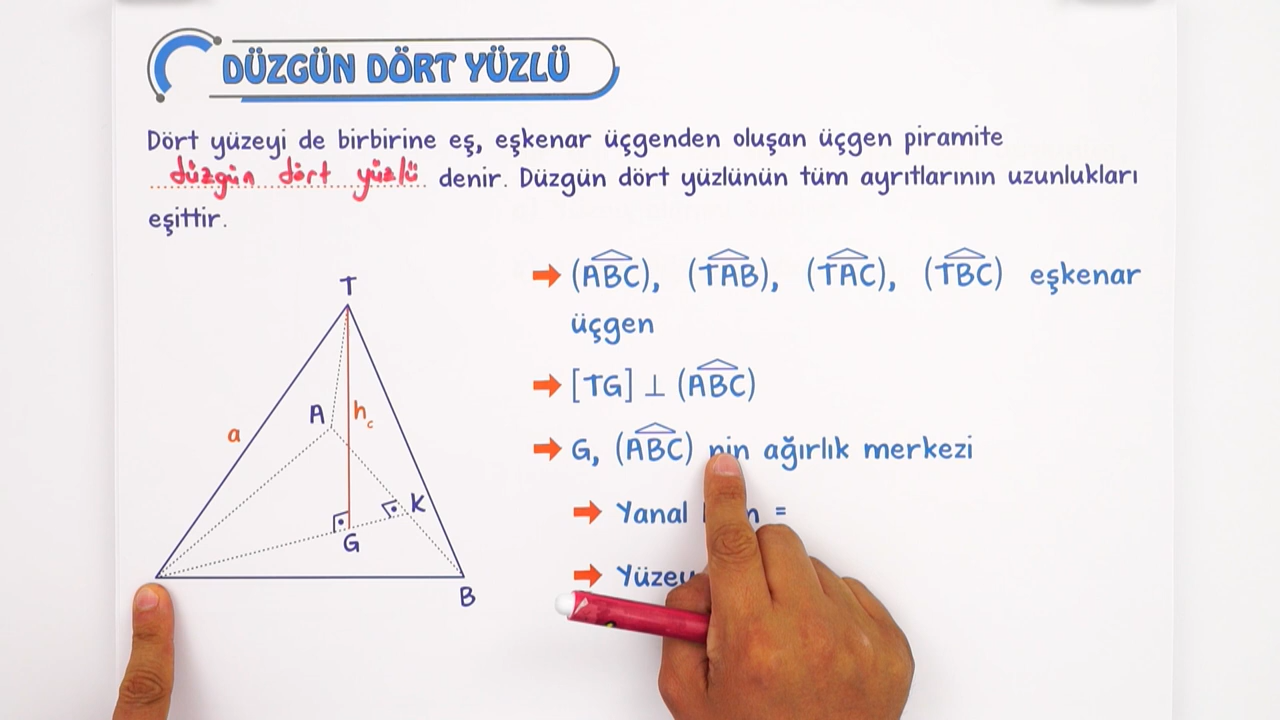 DÜZGÜN DÖRT YÜZLÜ
Dört yüzeyi de birbirine eş, eşkenar üçgenden oluşan üçgen piramite
düzgün dört yüzlü denir. Düzgün dört yüzlünün tüm ayrıtlarının uzunlukları
eşittir.
(ABC), (TAB), (TAC), (TBC) eşkenar
üçgen
[TG] ⊥ (ABC)
G, (ABC) nin ağırlık merkezi
Yanal =
T
a
A
h_c
K
G
B